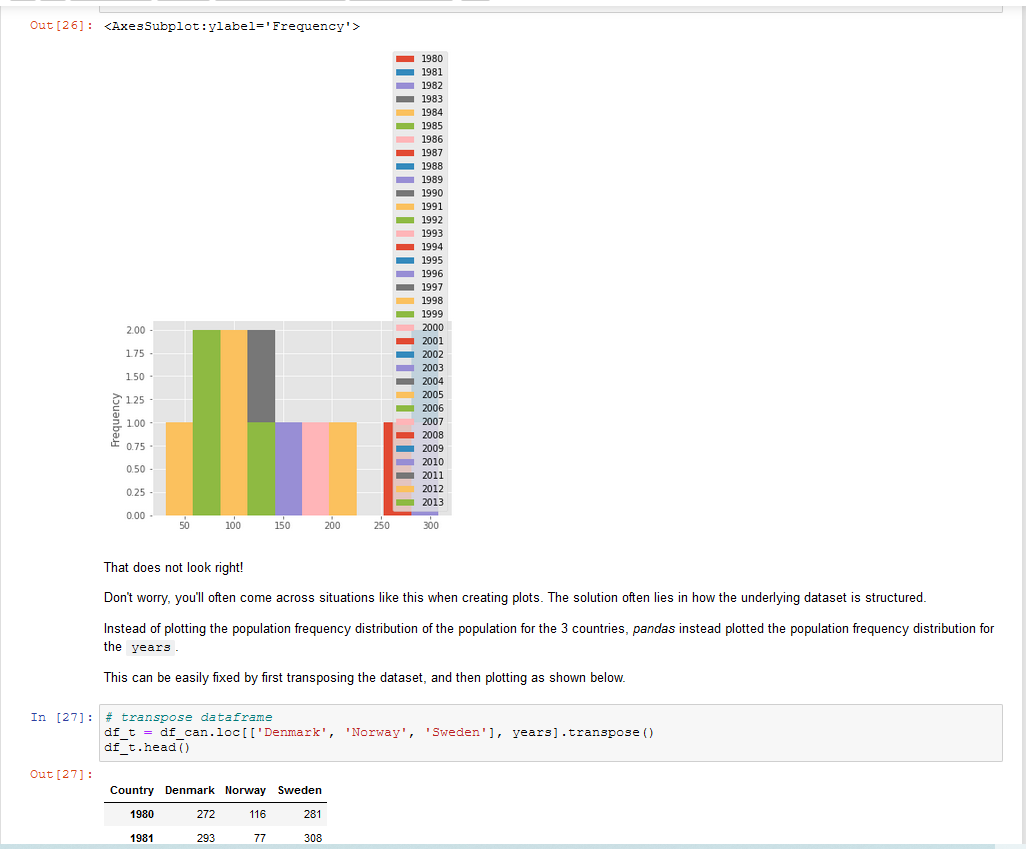 Out[26]: <AxesSubplot:ylabel='Frequency'>
1980
1981
1982
1983
1984
1985
1986
1987
1988
1989
1990
1991
1992
1993
1994
1995
1996
1997
1998
1999
2000
2001
2002
2003
2004
2005
2006
2007
2008
2009
2010
2011
2012
2013
2.00
1.75
1.50
1.25
1.00
0.75
0.50
0.25
0.00
Frequency
50 100 150 200 250 300
That does not look right!
Don't worry, you'll often come across situations like this when creating plots. The solution often lies in how the underlying dataset is structured.
Instead of plotting the population frequency distribution of the population for the 3 countries, pandas instead plotted the population frequency distribution for
the years .
This can be easily fixed by first transposing the dataset, and then plotting as shown below.
In [27]: # transpose dataframe
df_t = df_can.loc[['Denmark', 'Norway', 'Sweden'], years].transpose()
df_t.head()
Out[27]:
Country Denmark Norway Sweden
1980 272 116 281
1981 293 77 308